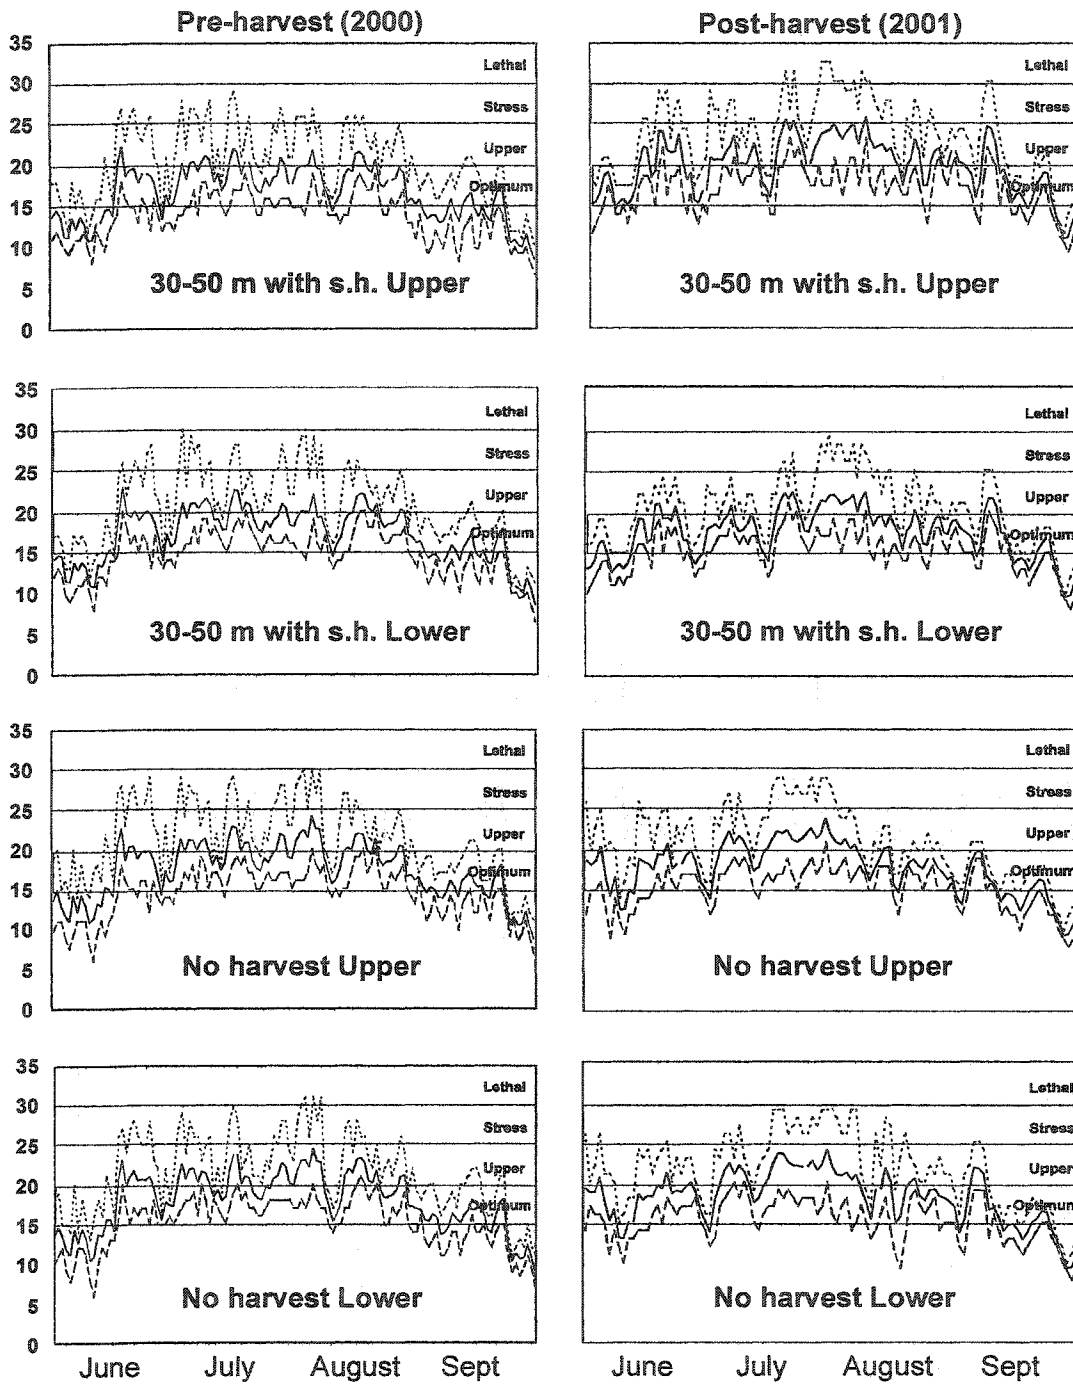 Pre-harvest (2000) Post-harvest (2001)
35 Lethal Lethal
30
Stress Stress
25
Upper Upper
20
Optimum Optimum
15
10
30-50 m with s.h. Upper 30-50 m with s.h. Upper
5
0
35 Lethal Lethal
30
Stress Stress
25
Upper Upper
20
Optimum Optimum
15
10
30-50 m with s.h. Lower 30-50 m with s.h. Lower
5
0
35
Lethal Lethal
30
Stress Stress
25
Upper Upper
20
Optimum Optimum
15
10
No harvest Upper No harvest Upper
5
0
35
Lethal Lethal
30
Stress Stress
25
Upper Upper
20
Optimum Optimum
15
10
No harvest Lower No harvest Lower
5
0
June July August Sept June July August Sept